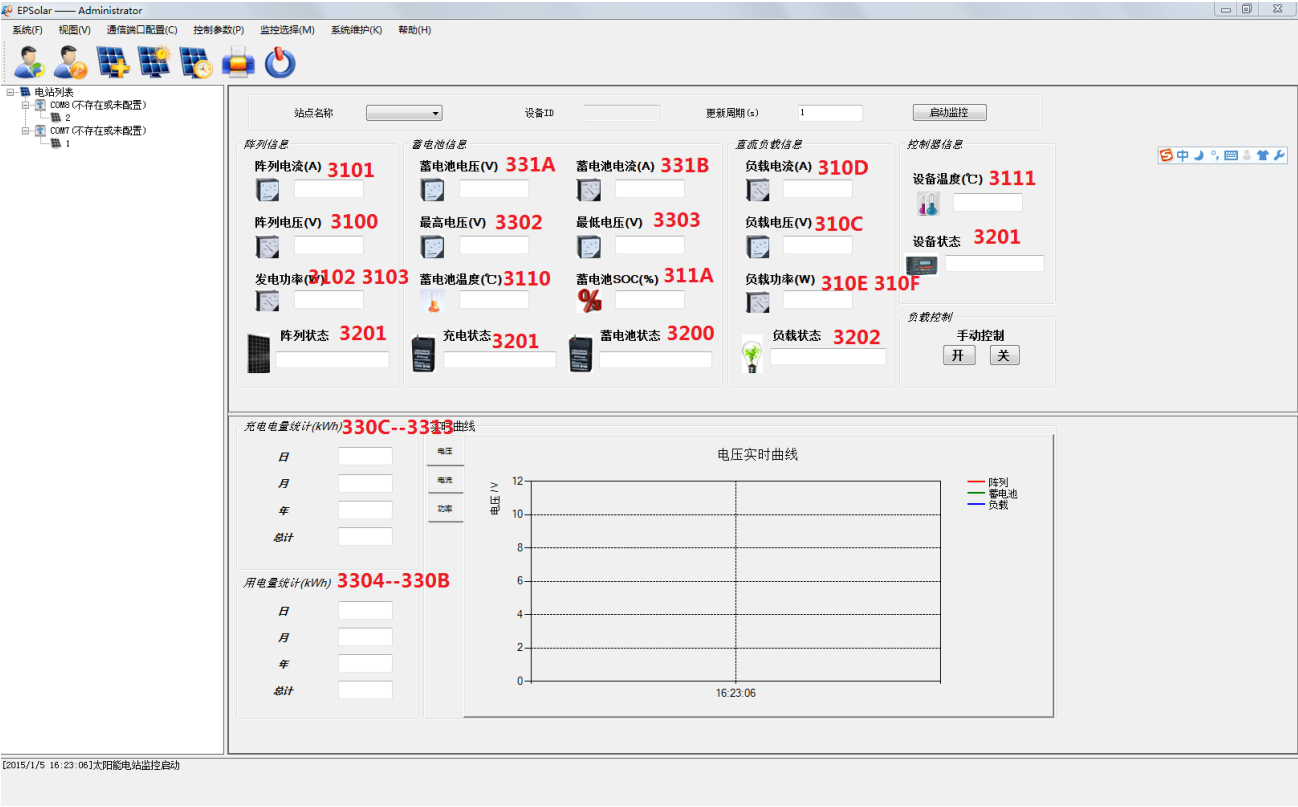 EPSolar —— Administrator
系统(F) 视图(V) 通信端口配置(C) 控制参数(P) 监控选择(M) 系统维护(K) 帮助(H)
电站列表
COM8(不存在或未配置)
2
COM7(不存在或未配置)
1
站点名称 设备ID 更新周期(s) 1 启动监控
阵列信息 蓄电池信息 直流负载信息 控制器信息
阵列电流(A) 3101 蓄电池电压(V) 331A 蓄电池电流(A) 331B 负载电流(A) 310D 设备温度(℃) 3111
阵列电压(V) 3100 最高电压(V) 3302 最低电压(V) 3303 负载电压(V) 310C 设备状态 3201
发电功率(W) 3102 3103 蓄电池温度(℃) 3110 蓄电池SOC(%) 311A 负载功率(W) 310E 310F
阵列状态 3201 充电状态 3201 蓄电池状态 3200 负载状态 3202
负载控制
手动控制
开 关
中
充电电量统计(kWh) 330C--3313
日
月
年
总计
用电量统计(kWh) 3304--330B
日
月
年
总计
实时曲线
电压
电流
功率
电压实时曲线
电压 / V
12
10
8
6
4
2
0
16:23:06
阵列
蓄电池
负载
[2015/1/5 16:23:06]太阳能电站监控启动